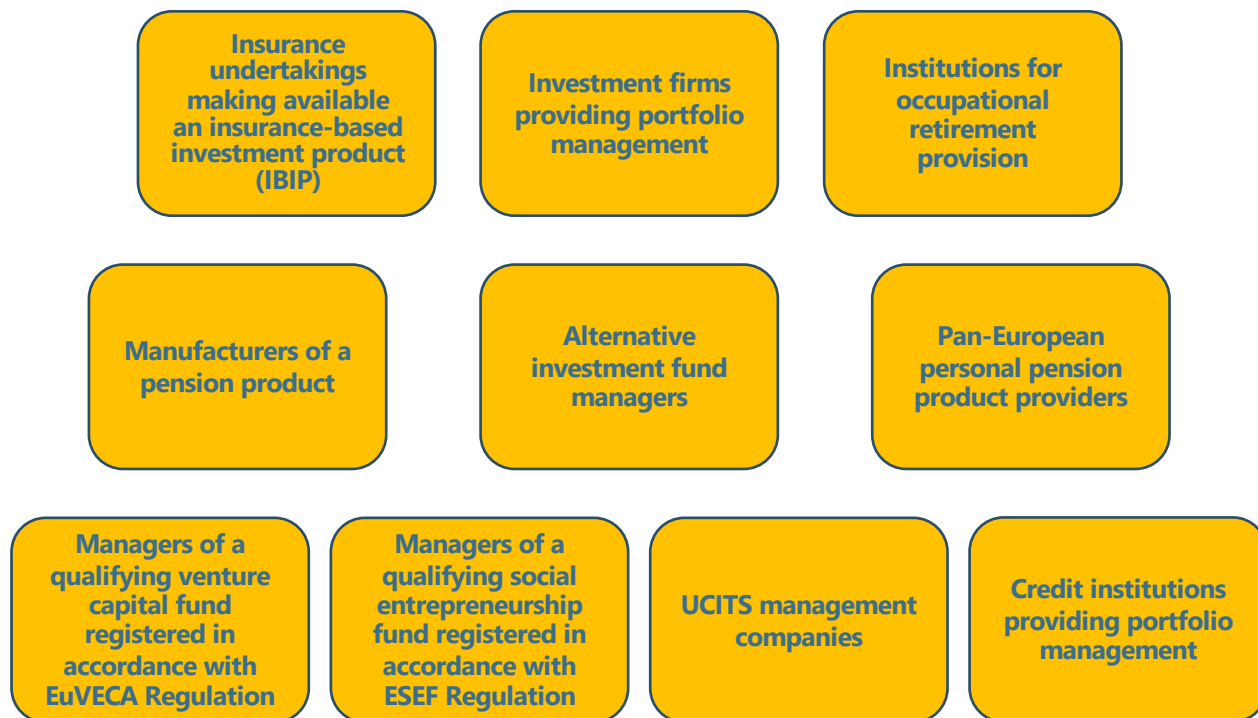 Insurance
undertakings
making available
an insurance-based
investment product
(IBIP)
Investment firms
providing portfolio
management
Institutions for
occupational
retirement
provision
Manufacturers of a
pension product
Alternative
investment fund
managers
Pan-European
personal pension
product providers
Managers of a
qualifying venture
capital fund
registered in
accordance with
EuVECA Regulation
Managers of a
qualifying social
entrepreneurship
fund registered in
accordance with
ESEF Regulation
UCITS management
companies
Credit institutions
providing portfolio
management